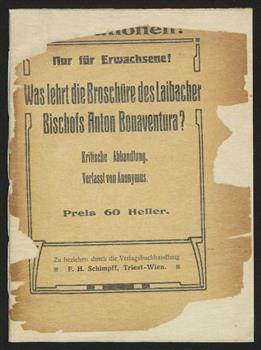 Nur für Erwachsene!
Was lehrt die Broschüre des Laibacher
Bischofs Anton Bonaventura?
Kritische Abhandlung.
Verfasst von Anonymus.
Preis 60 Heller.
Zu beziehen durch die Verlagsbuchhandlung
F. H. Schimpff, Triest-Wien.